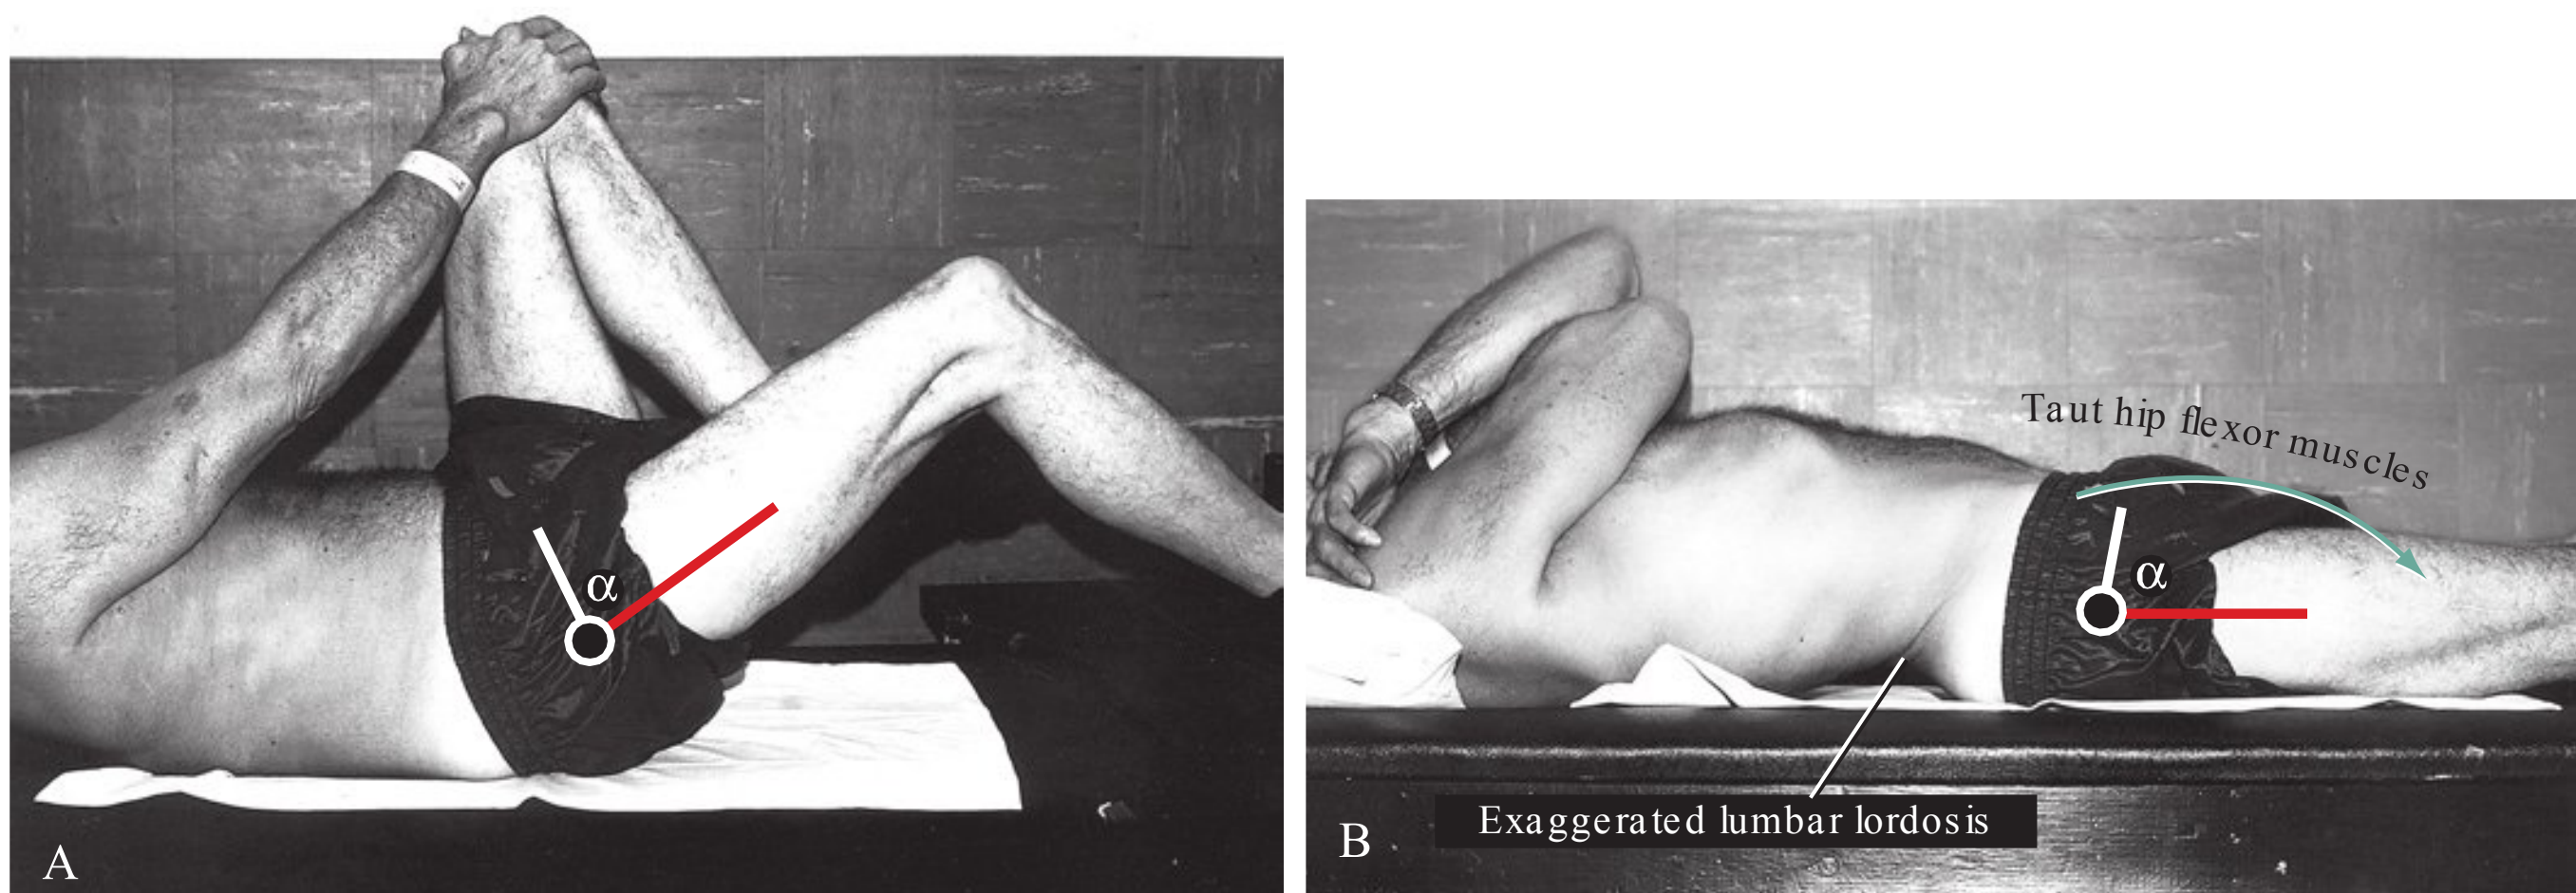 α
A
Taut hip flexor muscles
α
Exaggerated lumbar lordosis
B